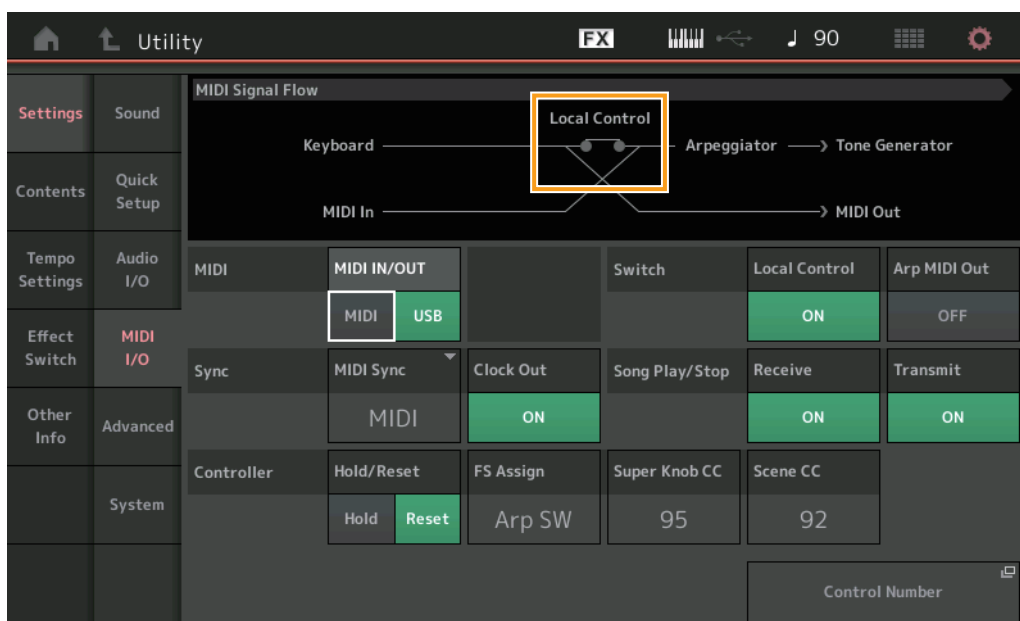 Utility
FX
♩ 90
Settings
Contents
Tempo
Settings
Effect
Switch
Other
Info
Sound
Quick
Setup
Audio
I/O
MIDI
I/O
Advanced
System
MIDI Signal Flow
Local Control
Keyboard
Arpeggiator
Tone Generator
MIDI In
MIDI Out
MIDI
MIDI IN/OUT
MIDI USB
Switch
Local Control
ON
Arp MIDI Out
OFF
Sync
MIDI Sync
MIDI
Clock Out
ON
Song Play/Stop
Receive
ON
Transmit
ON
Controller
Hold/Reset
Hold Reset
FS Assign
Arp SW
Super Knob CC
95
Scene CC
92
Control Number